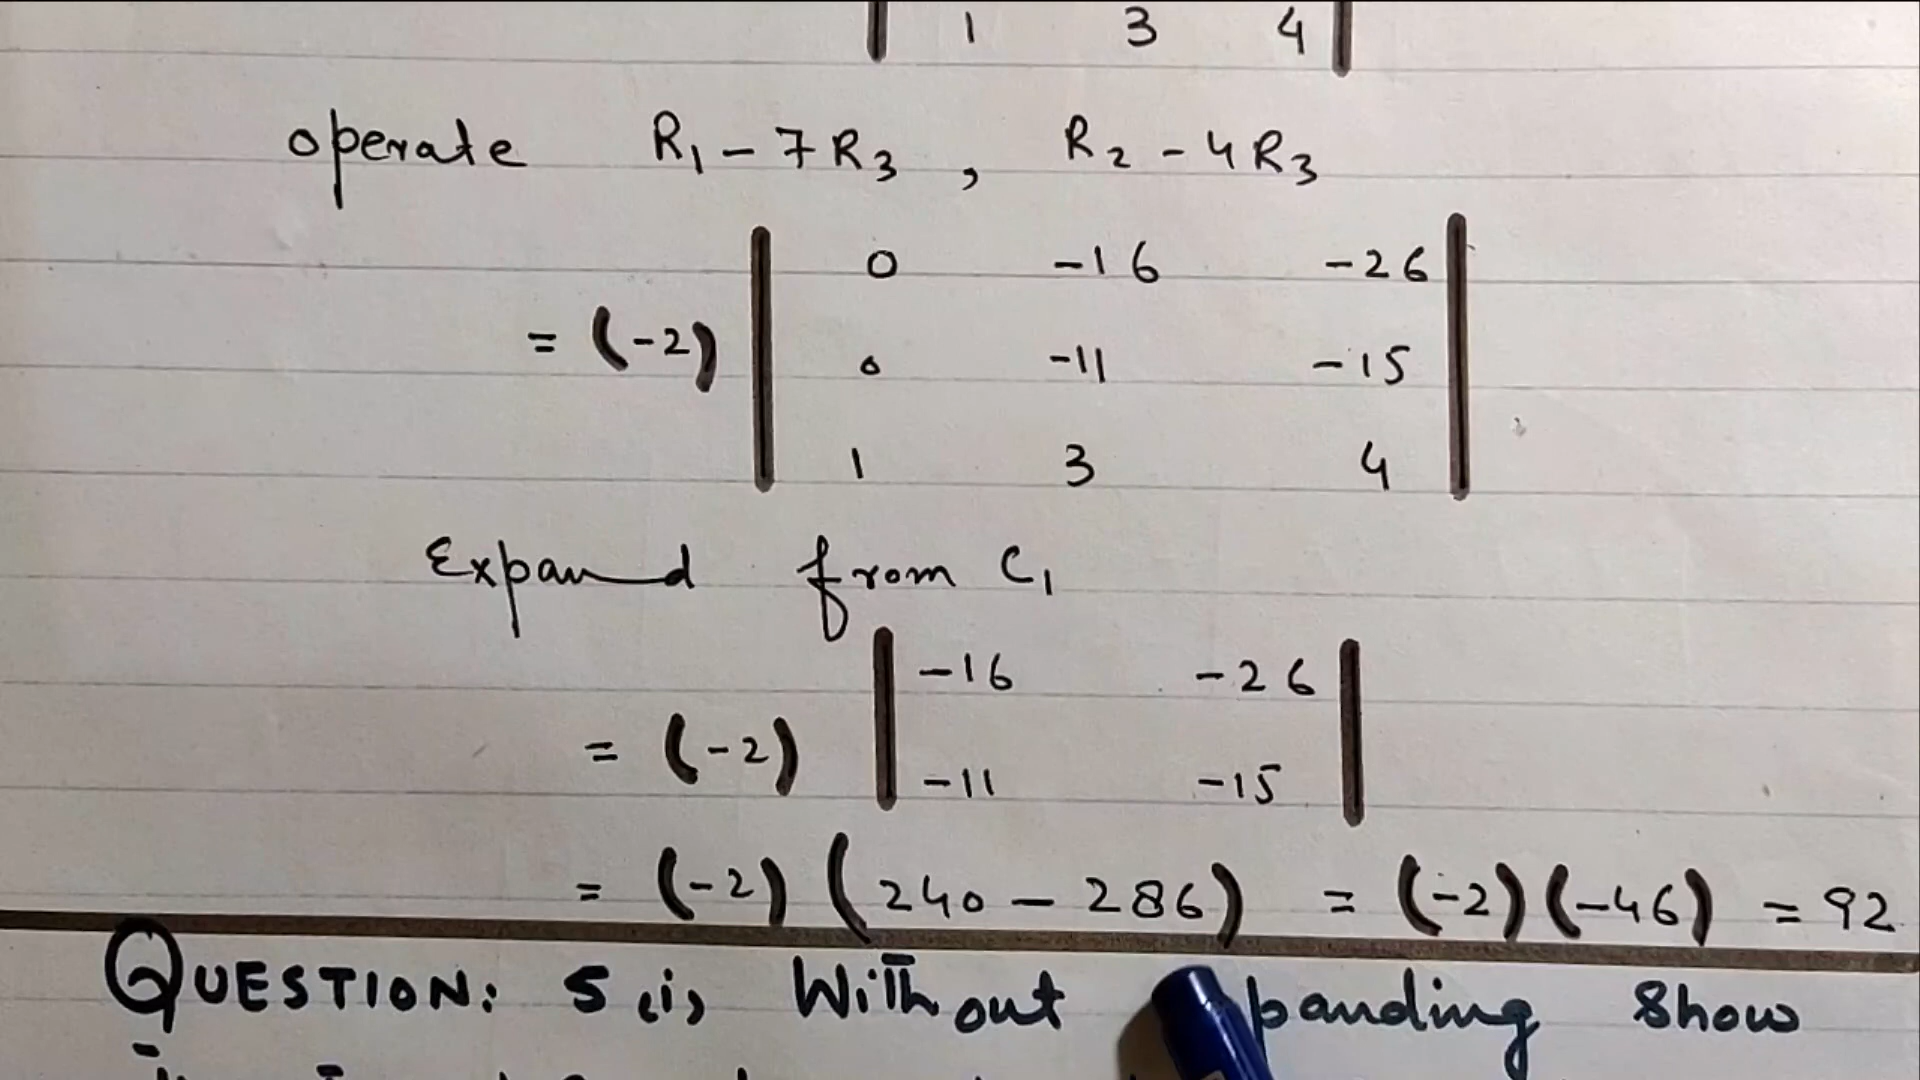 | 1 3 4 |
operate R₁ - 7R₃ , R₂ - 4R₃
| 0 -16 -26 |
= (-2) | 0 -11 -15 |
| 1 3 4 |
Expand from C₁
| -16 -26 |
= (-2)
| -11 -15 |
= (-2) (240 - 286) = (-2)(-46) = 92
QUESTION: 5(i) Without panding Show